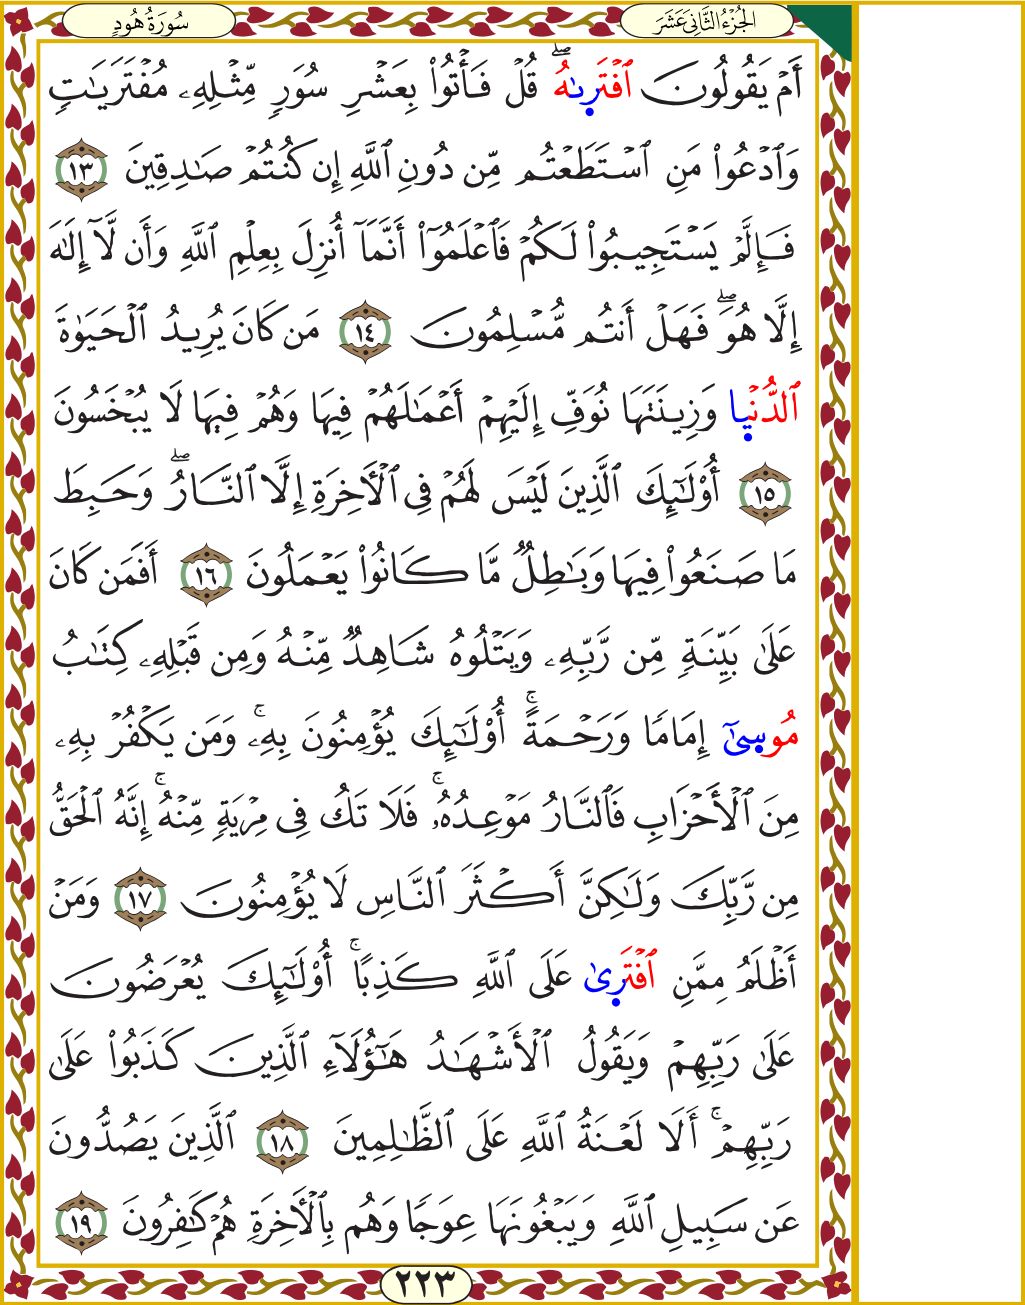 سُورَةُ هُودٍ
الجُزْءُ الثَّانِيَ عَشَرَ
أَمۡ يَقُولُونَ ٱفۡتَرىٰهُۖ قُلۡ فَأۡتُواْ بِعَشۡرِ سُوَرٖ مِّثۡلِهِۦ مُفۡتَرَيَٰتٖ
وَٱدۡعُواْ مَنِ ٱسۡتَطَعۡتُم مِّن دُونِ ٱللَّهِ إِن كُنتُمۡ صَٰدِقِينَ ١٣
فَإِلَّمۡ يَسۡتَجِيبُواْ لَكُمۡ فَٱعۡلَمُوٓاْ أَنَّمَآ أُنزِلَ بِعِلۡمِ ٱللَّهِ وَأَن لَّآ إِلَٰهَ
إِلَّا هُوَۖ فَهَلۡ أَنتُم مُّسۡلِمُونَ ١٤ مَن كَانَ يُرِيدُ ٱلۡحَيَوٰةَ
ٱلدُّنۡيا وَزِينَتَهَا نُوَفِّ إِلَيۡهِمۡ أَعۡمَٰلَهُمۡ فِيهَا وَهُمۡ فِيهَا لَا يُبۡخَسُونَ
١٥ أُوْلَٰٓئِكَ ٱلَّذِينَ لَيۡسَ لَهُمۡ فِي ٱلۡأٓخِرَةِ إِلَّا ٱلنَّارُۖ وَحَبِطَ
مَا صَنَعُواْ فِيهَا وَبَٰطِلٞ مَّا كَانُواْ يَعۡمَلُونَ ١٦ أَفَمَن كَانَ
عَلَىٰ بَيِّنَةٖ مِّن رَّبِّهِۦ وَيَتۡلُوهُ شَاهِدٞ مِّنۡهُ وَمِن قَبۡلِهِۦ كِتَٰبُ
مُوسىٰٓ إِمَامٗا وَرَحۡمَةًۚ أُوْلَٰٓئِكَ يُؤۡمِنُونَ بِهِۦۚ وَمَن يَكۡفُرۡ بِهِۦ
مِنَ ٱلۡأَحۡزَابِ فَٱلنَّارُ مَوۡعِدُهُۥۚ فَلَا تَكُ فِي مِرۡيَةٖ مِّنۡهُۚ إِنَّهُ ٱلۡحَقُّ
مِن رَّبِّكَ وَلَٰكِنَّ أَكۡثَرَ ٱلنَّاسِ لَا يُؤۡمِنُونَ ١٧ وَمَنۡ
أَظۡلَمُ مِمَّنِ ٱفۡتَرىٰ عَلَى ٱللَّهِ كَذِبًاۚ أُوْلَٰٓئِكَ يُعۡرَضُونَ
عَلَىٰ رَبِّهِمۡ وَيَقُولُ ٱلۡأَشۡهَٰدُ هَٰٓؤُلَآءِ ٱلَّذِينَ كَذَبُواْ عَلَىٰ
رَبِّهِمۡۚ أَلَا لَعۡنَةُ ٱللَّهِ عَلَى ٱلظَّٰلِمِينَ ١٨ ٱلَّذِينَ يَصُدُّونَ
عَن سَبِيلِ ٱللَّهِ وَيَبۡغُونَهَا عِوَجٗا وَهُم بِٱلۡأٓخِرَةِ هُمۡ كَٰفِرُونَ ١٩
٢٢٣